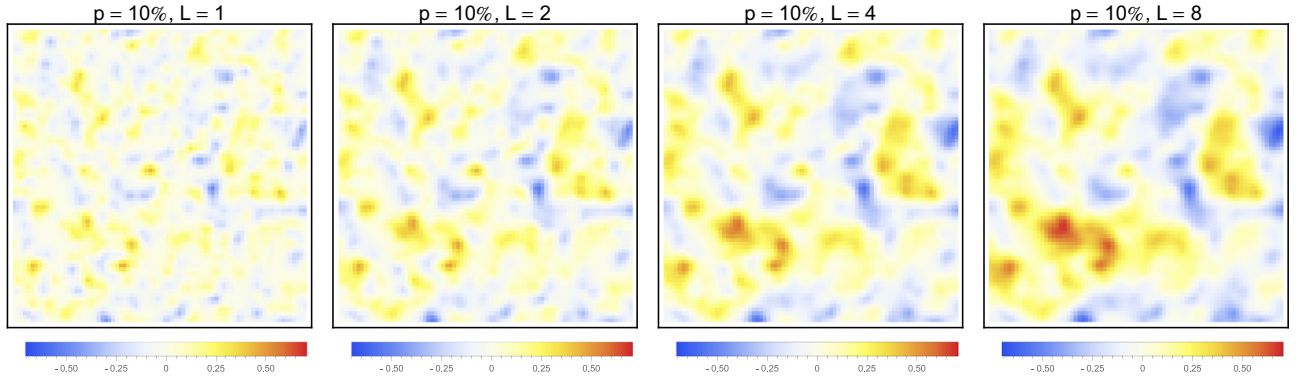 p = 10%, L = 1
p = 10%, L = 2
p = 10%, L = 4
p = 10%, L = 8
- 0.50 - 0.25 0 0.25 0.50
- 0.50 - 0.25 0 0.25 0.50
- 0.50 - 0.25 0 0.25 0.50
- 0.50 - 0.25 0 0.25 0.50